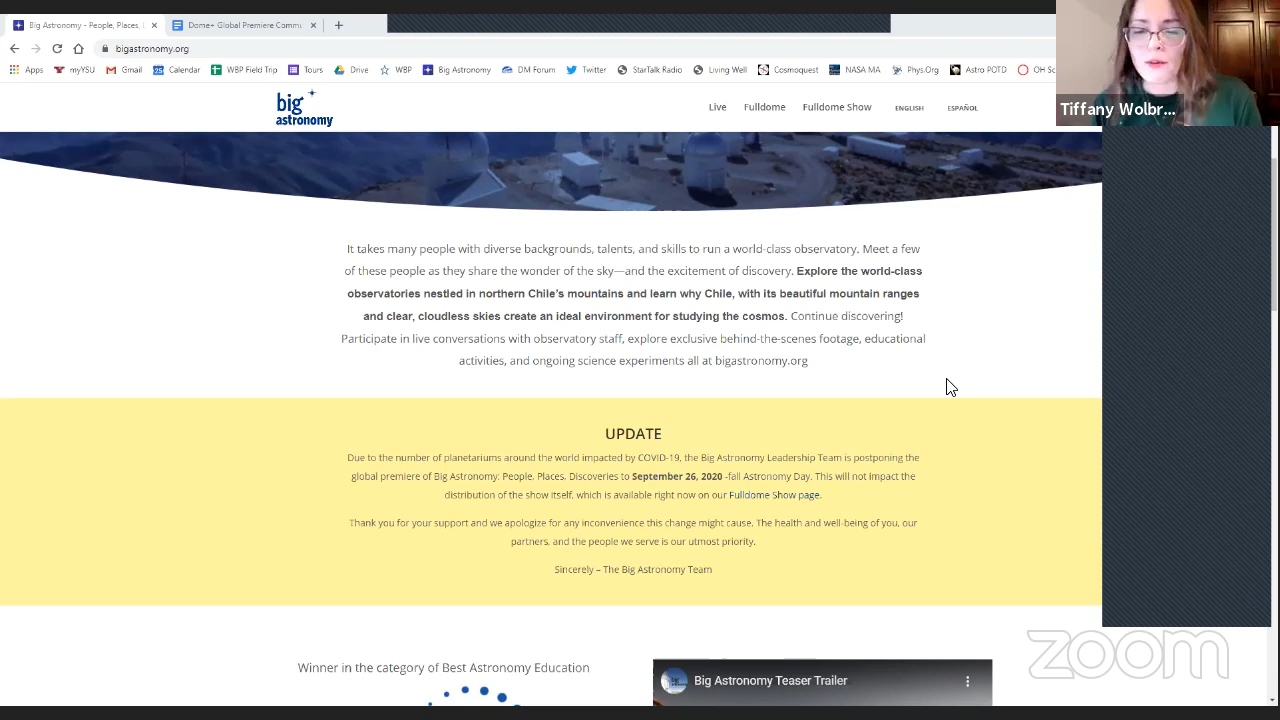 Big Astronomy - People, Places,
Dome+ Global Premiere Commu
bigastronomy.org
Apps
myYSU
Gmail
Calendar
WBP Field Trip
Tours
Drive
WBP
Big Astronomy
DM Forum
Twitter
StarTalk Radio
Living Well
Cosmoquest
NASA MA
Phys.Org
Astro POTD
OH Sc
Tiffany Wolbr...
big
astronomy
Live
Fulldome
Fulldome Show
ENGLISH
ESPAÑOL
It takes many people with diverse backgrounds, talents, and skills to run a world-class observatory. Meet a few
of these people as they share the wonder of the sky—and the excitement of discovery. Explore the world-class
observatories nestled in northern Chile's mountains and learn why Chile, with its beautiful mountain ranges
and clear, cloudless skies create an ideal environment for studying the cosmos. Continue discovering!
Participate in live conversations with observatory staff, explore exclusive behind-the-scenes footage, educational
activities, and ongoing science experiments all at bigastronomy.org
UPDATE
Due to the number of planetariums around the world impacted by COVID-19, the Big Astronomy Leadership Team is postponing the
global premiere of Big Astronomy: People, Places, Discoveries to September 26, 2020 -fall Astronomy Day. This will not impact the
distribution of the show itself, which is available right now on our Fulldome Show page.
Thank you for your support and we apologize for any inconvenience this change might cause. The health and well-being of you, our
partners, and the people we serve is our utmost priority.
Sincerely – The Big Astronomy Team
Winner in the category of Best Astronomy Education
Big Astronomy Teaser Trailer
zoom